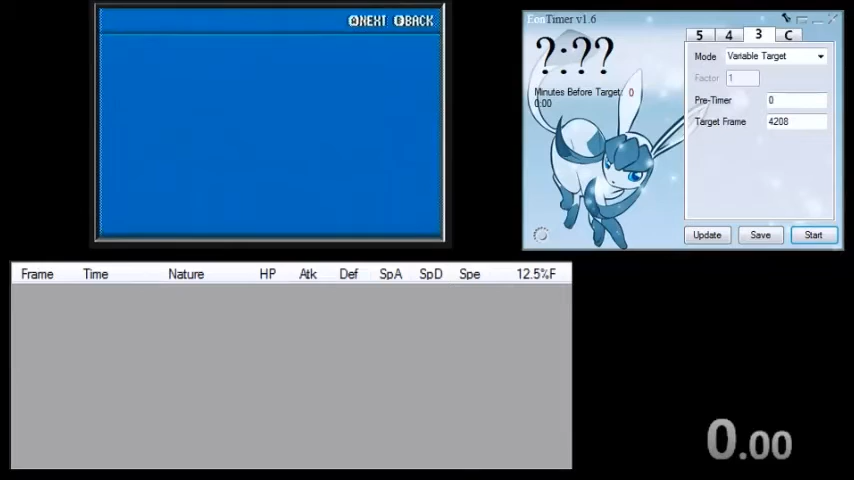 ⒶNEXT ⒷBACK
EonTimer v1.6
?:??
Minutes Before Target: 0
0:00
5 4 3 C
Mode Variable Target
Factor 1
Pre-Timer 0
Target Frame 4208
Update Save Start
Frame Time Nature HP Atk Def SpA SpD Spe 12.5%F
0.00